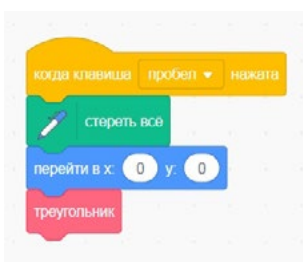 когда клавиша пробел нажата
стереть всё
перейти в x: 0 y: 0
треугольник